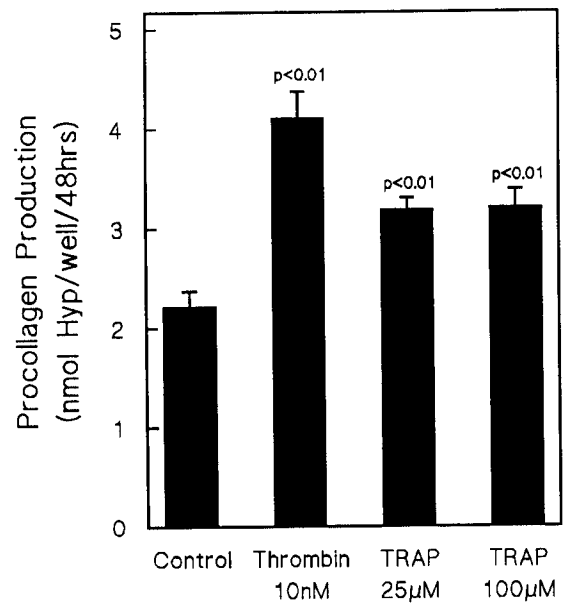 Procollagen Production
(nmol Hyp/well/48hrs)
5
4
3
2
1
0
p<0.01
p<0.01
p<0.01
Control
Thrombin
10nM
TRAP
25μM
TRAP
100μM